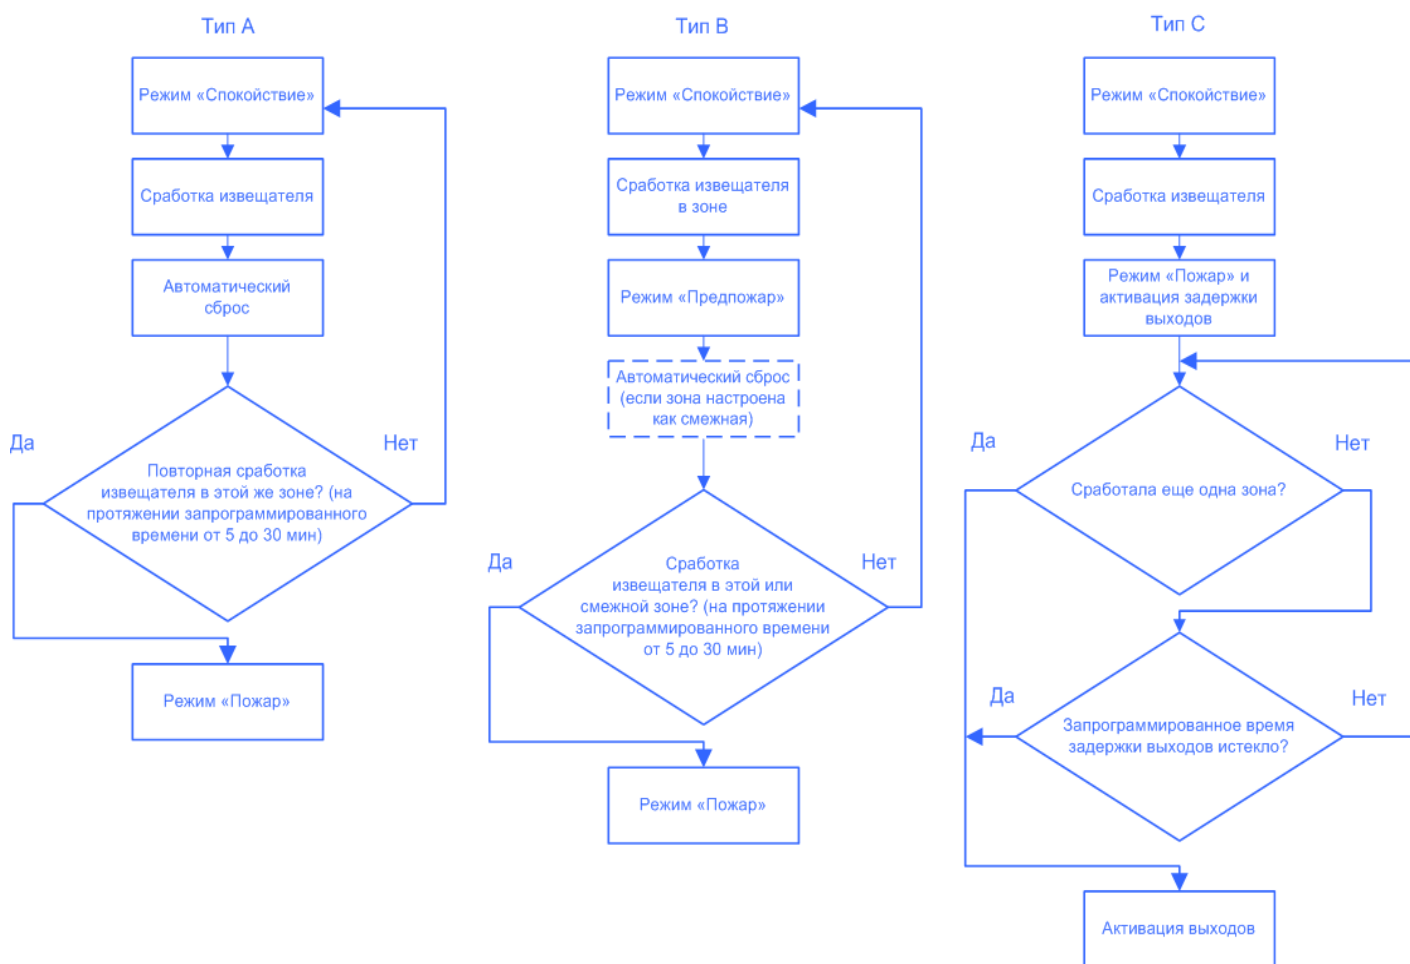 Тип А
Режим «Спокойствие»
Сработка извещателя
Автоматический
сброс
Да
Нет
Повторная сработка
извещателя в этой же зоне? (на
протяжении запрограммированного
времени от 5 до 30 мин)
Режим «Пожар»
Тип В
Режим «Спокойствие»
Сработка извещателя
в зоне
Режим «Предпожар»
Автоматический сброс
(если зона настроена
как смежная)
Да
Нет
Сработка
извещателя в этой или
смежной зоне? (на протяжении
запрограммированного времени
от 5 до 30 мин)
Режим «Пожар»
Тип С
Режим «Спокойствие»
Сработка извещателя
Режим «Пожар» и
активация задержки
выходов
Да
Нет
Сработала еще одна зона?
Да
Нет
Запрограммированное время
задержки выходов истекло?
Активация выходов